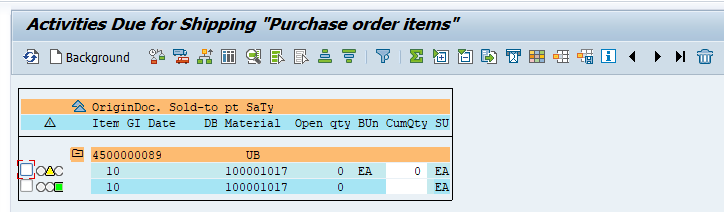 Activities Due for Shipping "Purchase order items"
Background
OriginDoc. Sold-to pt SaTy
Item GI Date DB Material Open qty BUn CumQty SU
4500000089 UB
10 100001017 0 EA 0 EA
10 100001017 0 EA